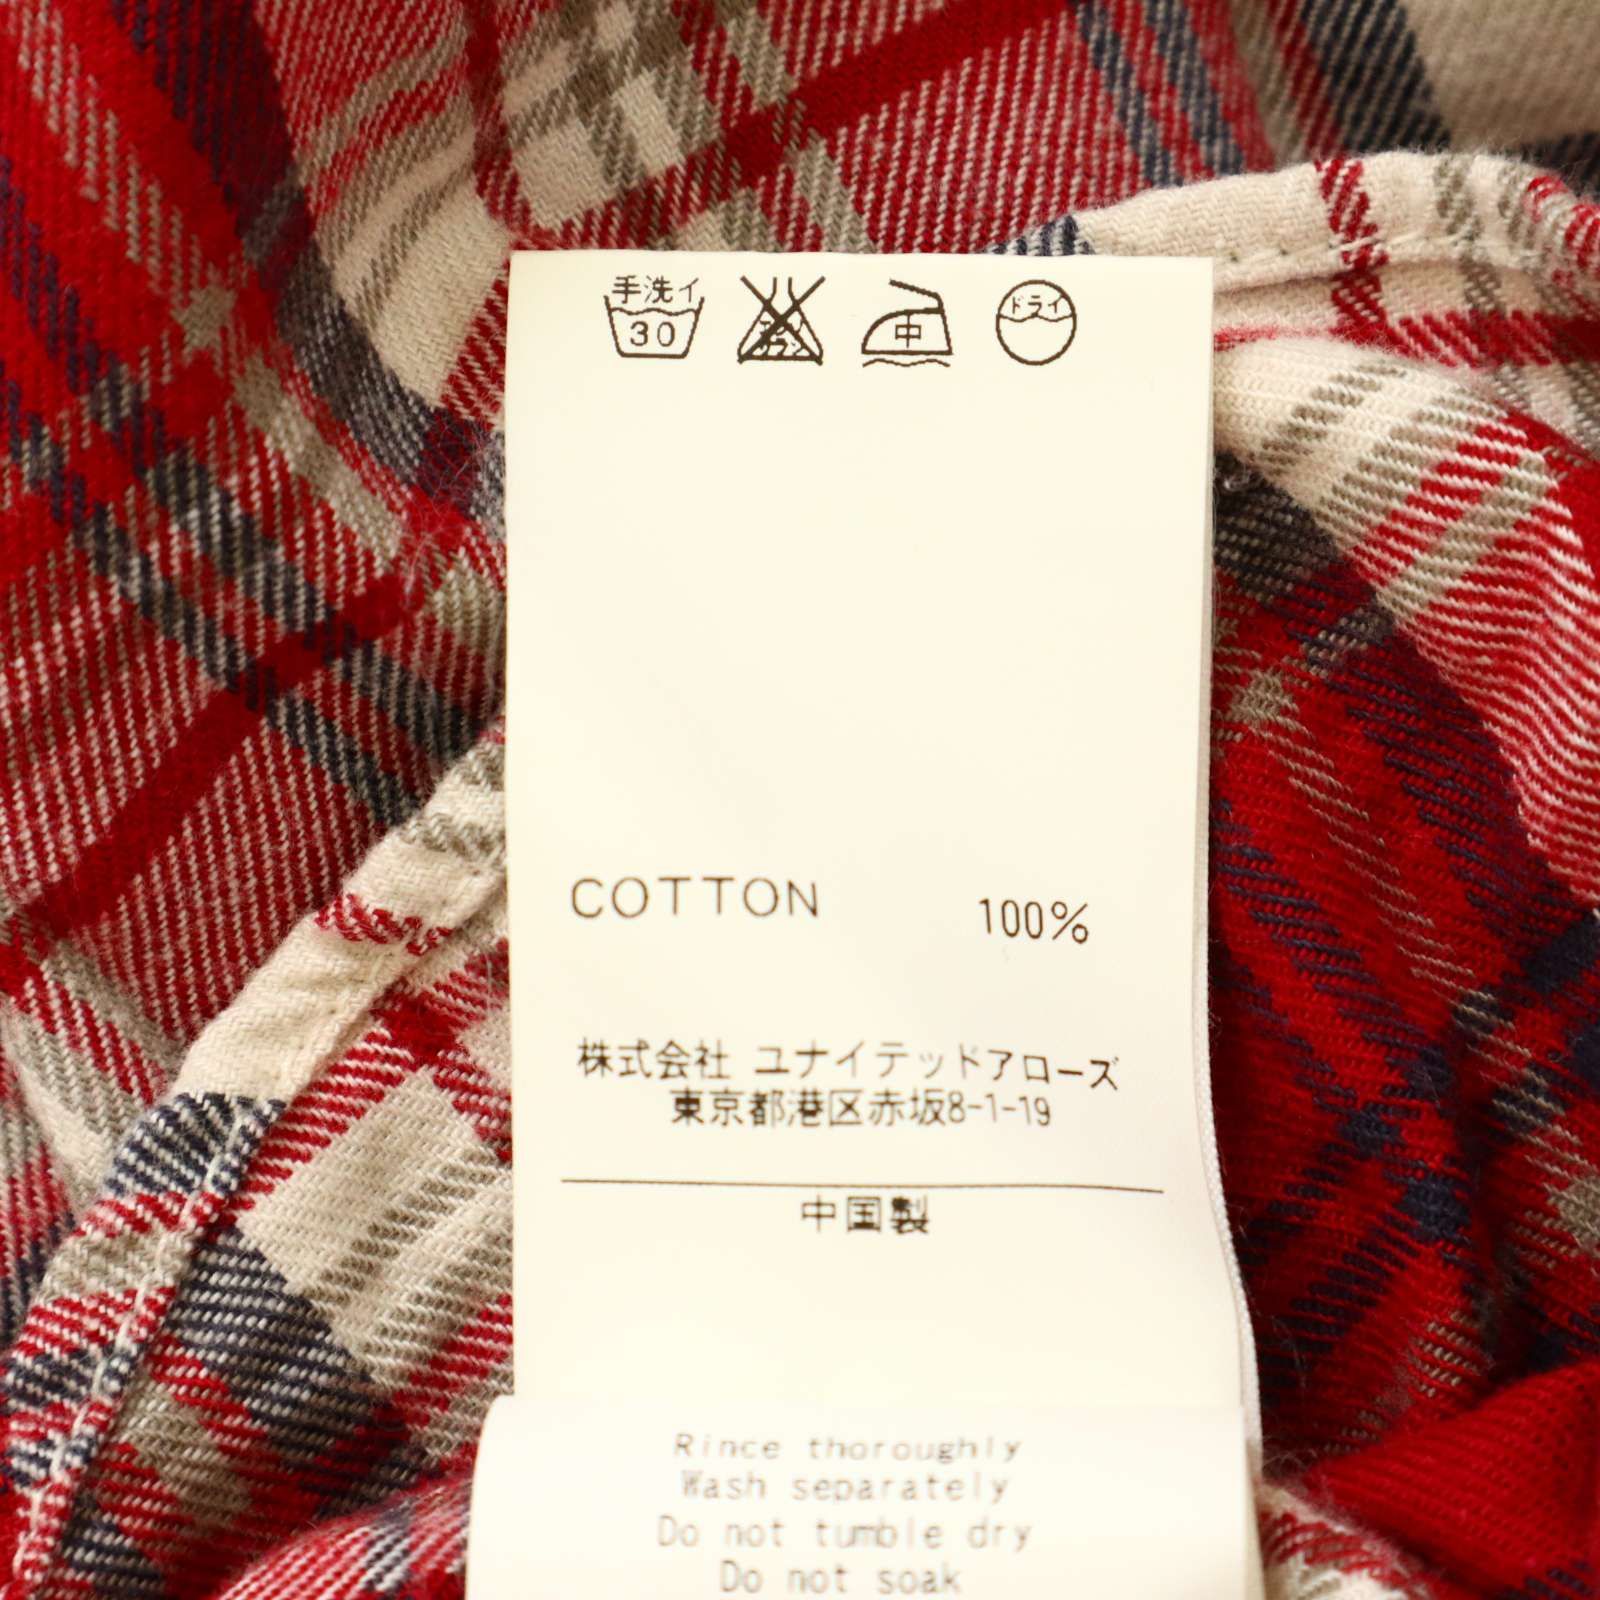 手洗イ
30
中
ドライ
COTTON 100%
株式会社 ユナイテッドアローズ
東京都港区赤坂8-1-19
中国製
Rince thoroughly
Wash separately
Do not tumble dry
Do not soak